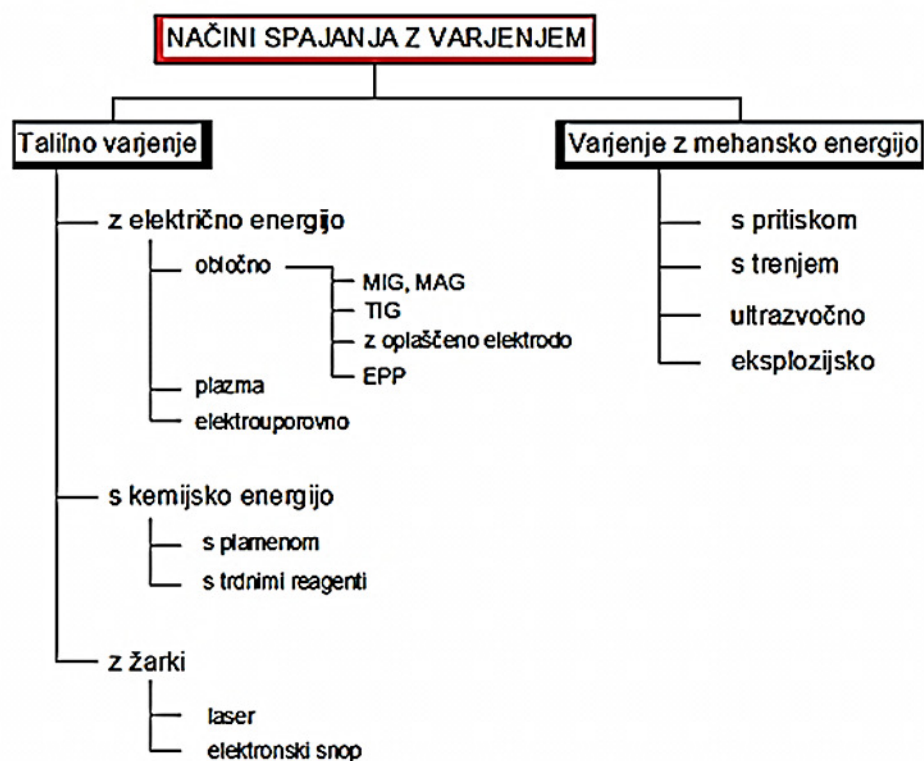 NAČINI SPAJANJA Z VARJENJEM
Talilno varjenje
z električno energijo
obločno
MIG, MAG
TIG
z oplaščeno elektrodo
EPP
plazma
elektrouporovno
s kemijsko energijo
s plamenom
s trdnimi reagenti
z žarki
laser
elektronski snop
Varjenje z mehansko energijo
s pritiskom
s trenjem
ultrazvočno
eksplozijsko